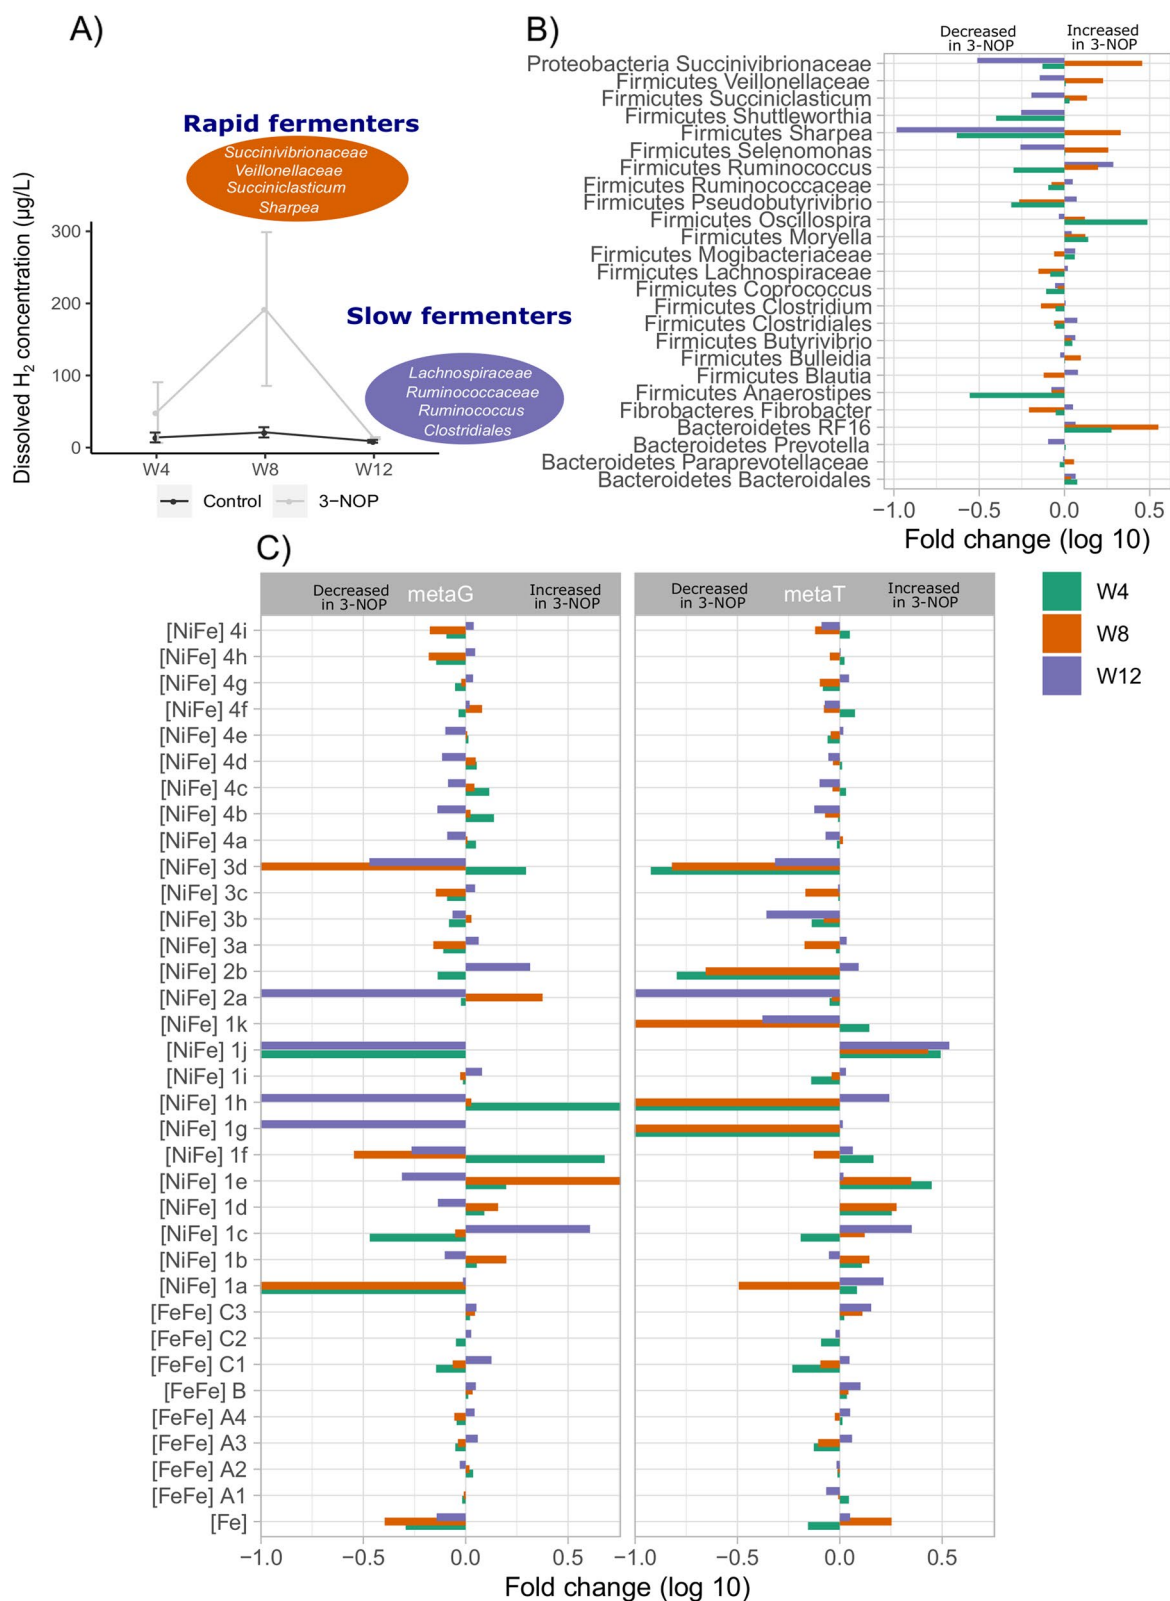 A)
Rapid fermenters
Succinivibrionaceae
Veillonellaceae
Succiniclasticum
Sharpea
Dissolved H2 concentration (µg/L)
300
200
100
0
Slow fermenters
Lachnospiraceae
Ruminococcaceae
Ruminococcus
Clostridiales
W4 W8 W12
Control 3-NOP
B)
Decreased in 3-NOP
Increased in 3-NOP
Proteobacteria Succinivibrionaceae
Firmicutes Veillonellaceae
Firmicutes Succiniclasticum
Firmicutes Shuttleworthia
Firmicutes Sharpea
Firmicutes Selenomonas
Firmicutes Ruminococcus
Firmicutes Ruminococcaceae
Firmicutes Pseudobutyrivibrio
Firmicutes Oscillospira
Firmicutes Moryella
Firmicutes Mogibacteriaceae
Firmicutes Lachnospiraceae
Firmicutes Coprococcus
Firmicutes Clostridium
Firmicutes Clostridiales
Firmicutes Butyrivibrio
Firmicutes Bulleidia
Firmicutes Blautia
Firmicutes Anaerostipes
Fibrobacteres Fibrobacter
Bacteroidetes RF16
Bacteroidetes Prevotella
Bacteroidetes Paraprevotellaceae
Bacteroidetes Bacteroidales
−1.0 −0.5 0.0 0.5
Fold change (log 10)
C)
Decreased in 3-NOP
metaG
Increased in 3-NOP
Decreased in 3-NOP
metaT
Increased in 3-NOP
W4
W8
W12
[NiFe] 4i
[NiFe] 4h
[NiFe] 4g
[NiFe] 4f
[NiFe] 4e
[NiFe] 4d
[NiFe] 4c
[NiFe] 4b
[NiFe] 4a
[NiFe] 3d
[NiFe] 3c
[NiFe] 3b
[NiFe] 3a
[NiFe] 2b
[NiFe] 2a
[NiFe] 1k
[NiFe] 1j
[NiFe] 1i
[NiFe] 1h
[NiFe] 1g
[NiFe] 1f
[NiFe] 1e
[NiFe] 1d
[NiFe] 1c
[NiFe] 1b
[NiFe] 1a
[FeFe] C3
[FeFe] C2
[FeFe] C1
[FeFe] B
[FeFe] A4
[FeFe] A3
[FeFe] A2
[FeFe] A1
[Fe]
−1.0 −0.5 0.0 0.5 −1.0 −0.5 0.0 0.5
Fold change (log 10)